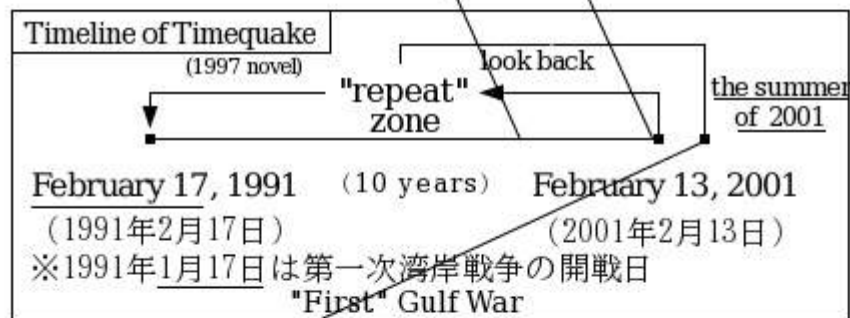 Timeline of Timequake
(1997 novel)
look back
"repeat"
zone
the summer
of 2001
February 17, 1991 (10 years) February 13, 2001
（1991年2月17日） （2001年2月13日）
※1991年1月17日は第一次湾岸戦争の開戦日
"First" Gulf War